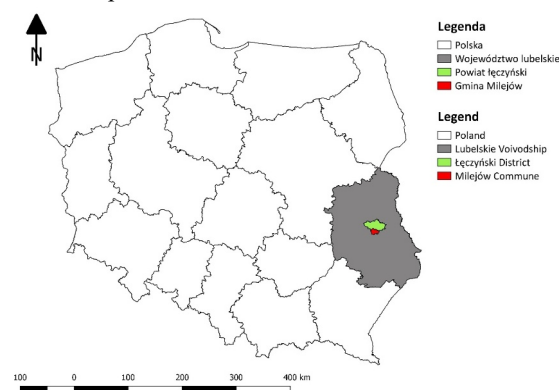 N
Legenda
Polska
Województwo lubelskie
Powiat łęczyński
Gmina Milejów
Legend
Poland
Lubelskie Voivodship
Łęczyński District
Milejów Commune
100 0 100 200 300 400 km